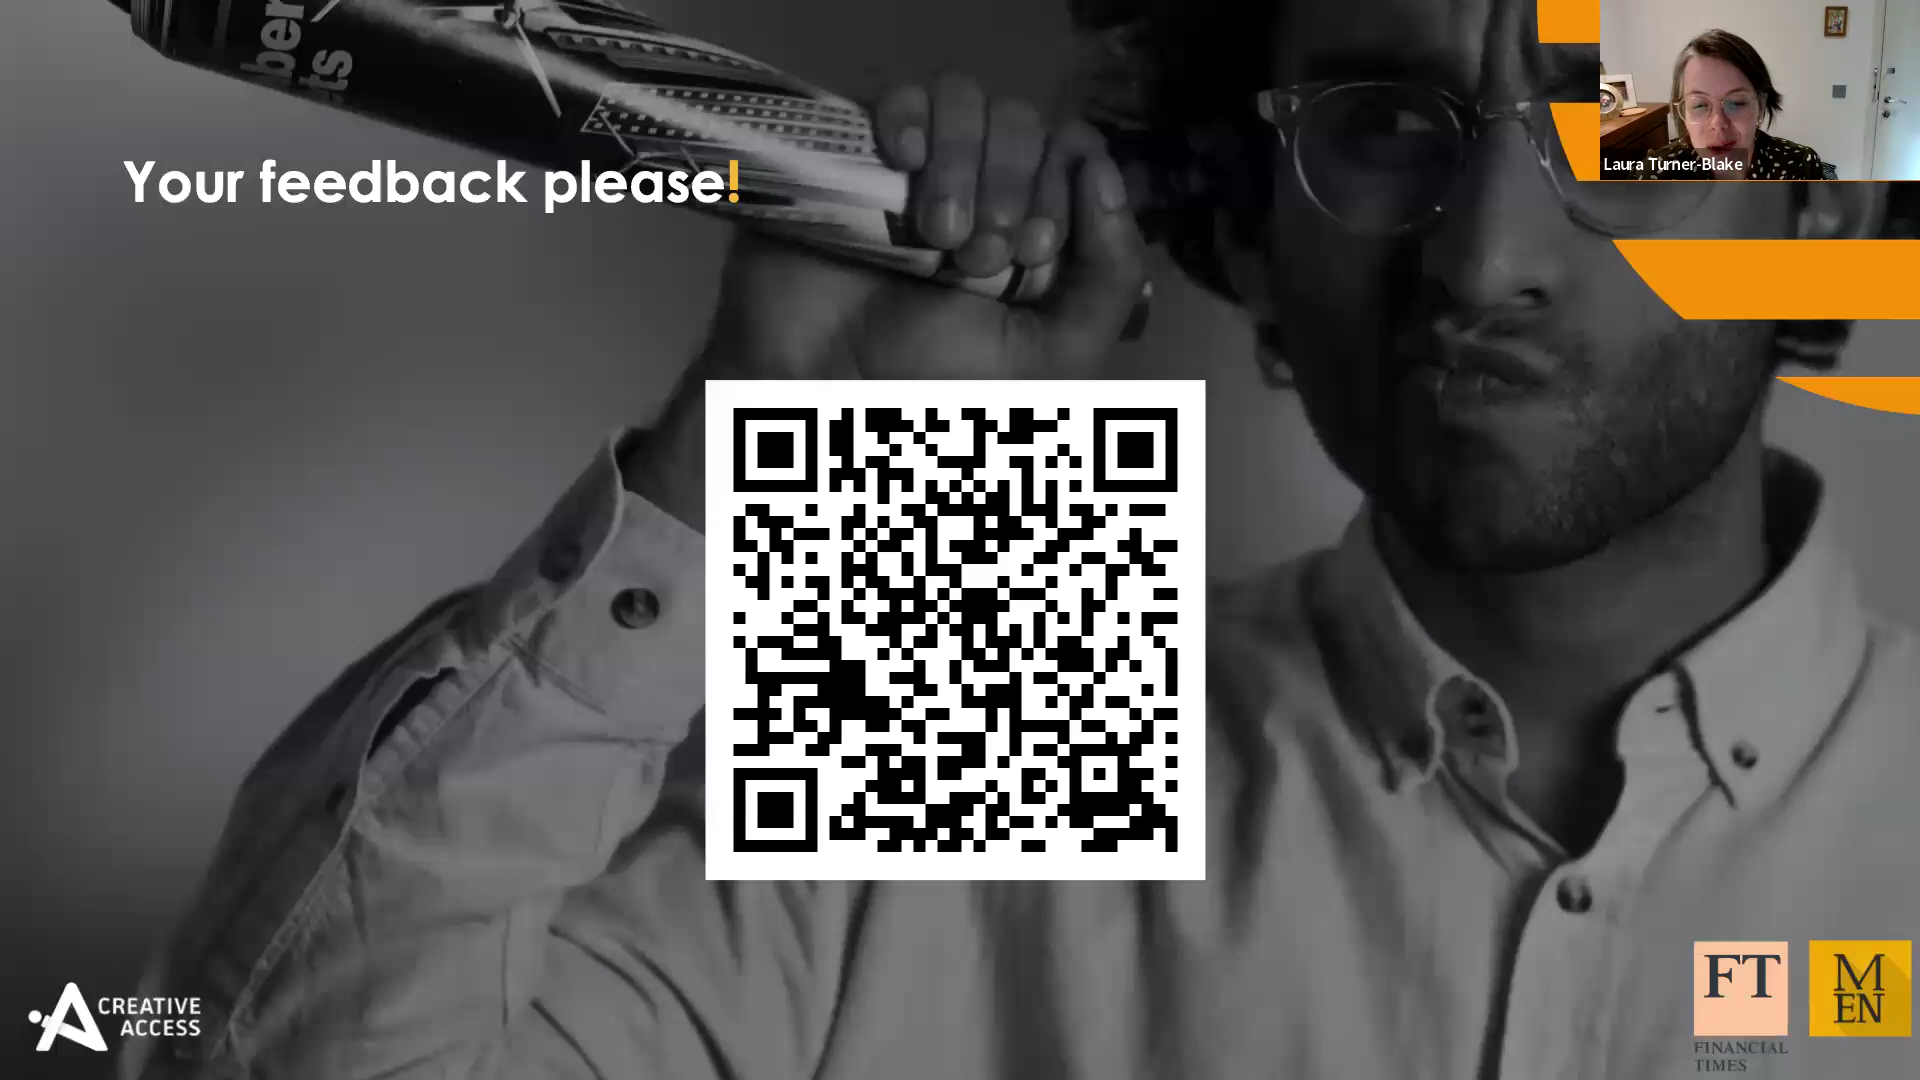 Your feedback please!
Laura Turner-Blake
CREATIVE
ACCESS
FT
FINANCIAL
TIMES
M
EN